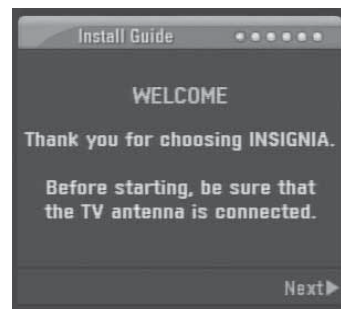 Install Guide
WELCOME
Thank you for choosing INSIGNIA.
Before starting, be sure that
the TV antenna is connected.
Next▶